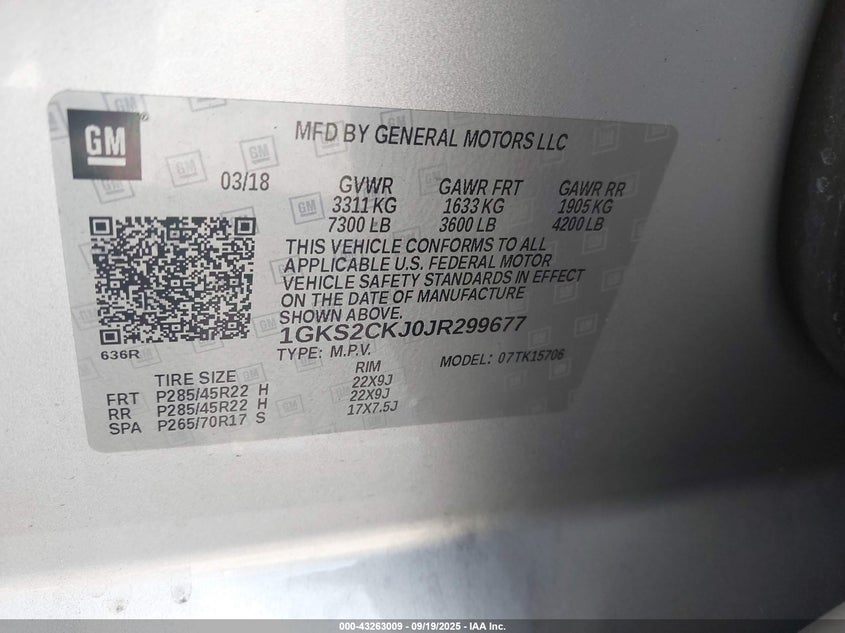 GM
MFD BY GENERAL MOTORS LLC
03/18 GVWR GAWR FRT GAWR RR
3311 KG 1633 KG 1905 KG
7300 LB 3600 LB 4200 LB
THIS VEHICLE CONFORMS TO ALL
APPLICABLE U.S. FEDERAL MOTOR
VEHICLE SAFETY STANDARDS IN EFFECT
ON THE DATE OF MANUFACTURE
SHOWN ABOVE.
1GKS2CKJ0JR299677
636R
TYPE: M.P.V. MODEL: 07TK15706
TIRE SIZE RIM
FRT P285/45R22 H 22X9J
RR P285/45R22 H 22X9J
SPA P265/70R17 S 17X7.5J
000-43263009 - 09/19/2025 - IAA Inc.